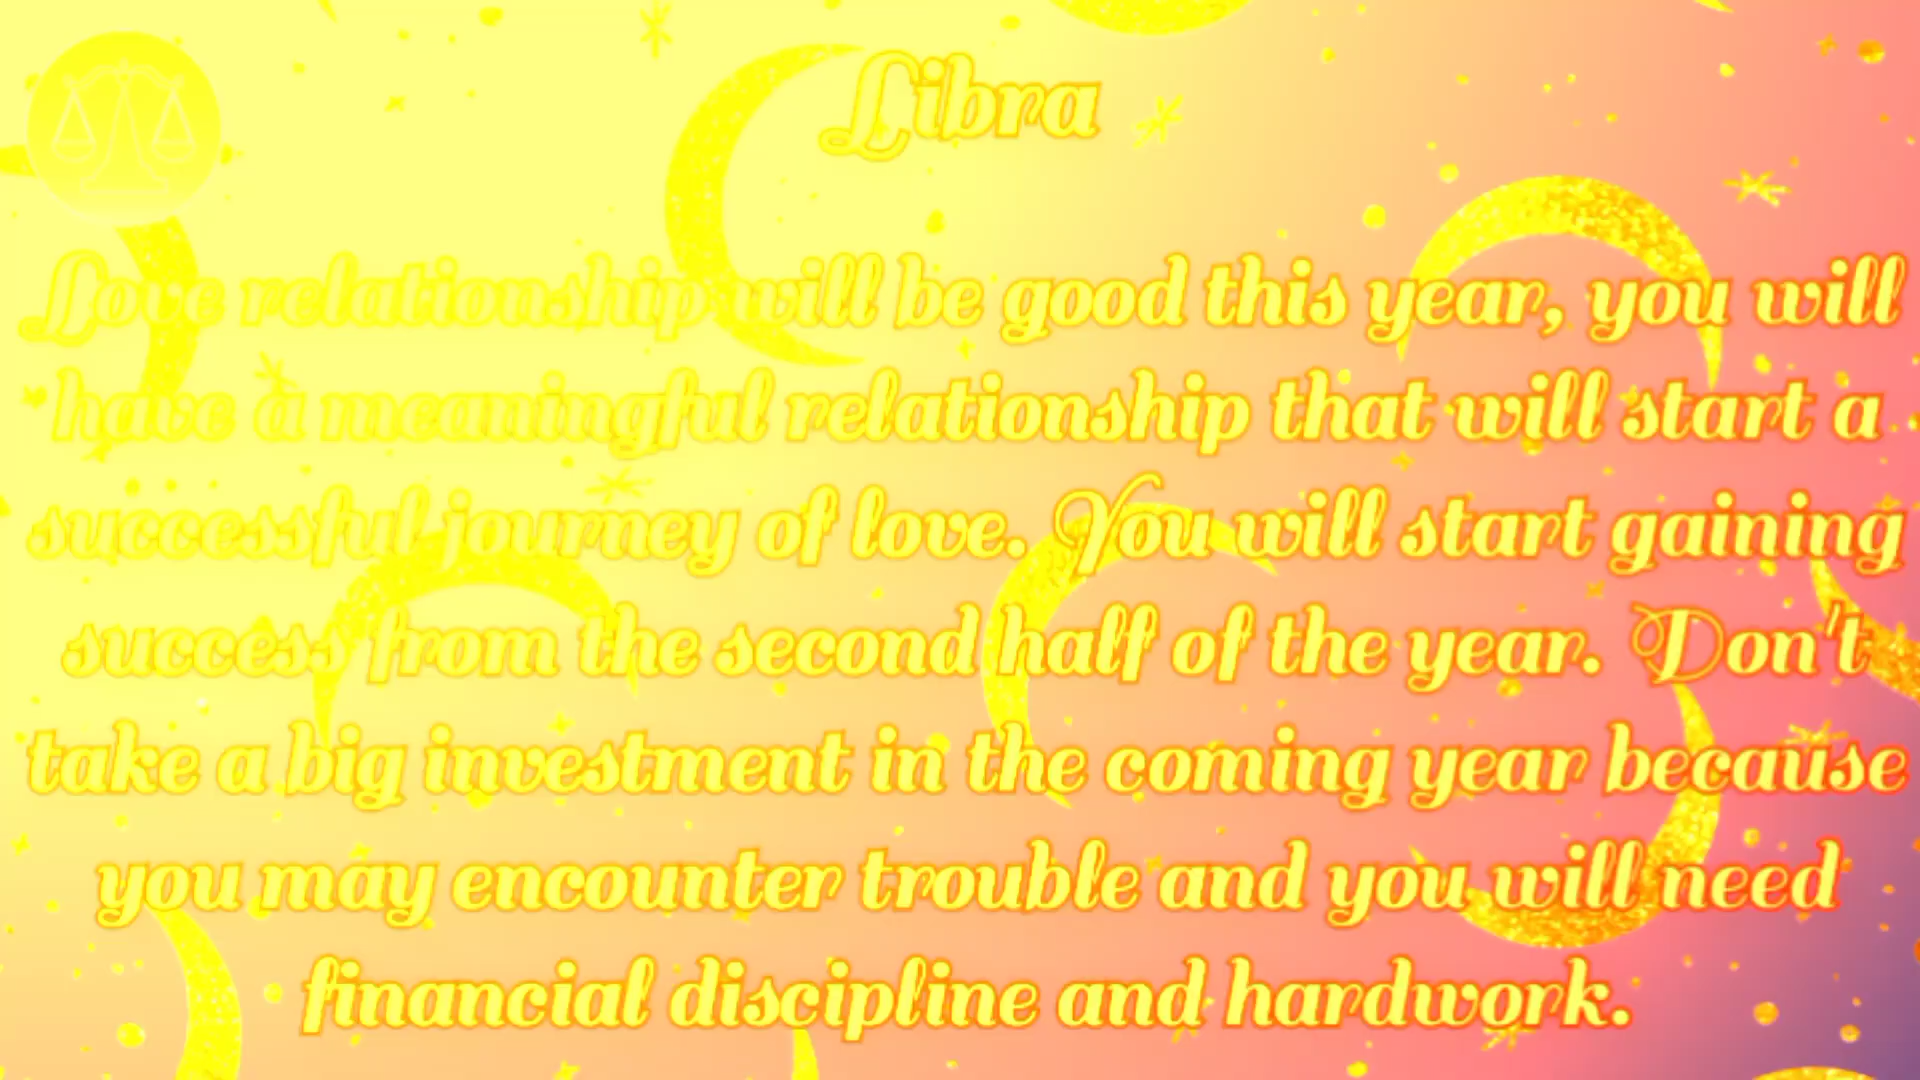 Libra
Love relationship will be good this year, you will
have a meaningful relationship that will start a
successful journey of love. You will start gaining
success from the second half of the year. Don't
take a big investment in the coming year because
you may encounter trouble and you will need
financial discipline and hardwork.